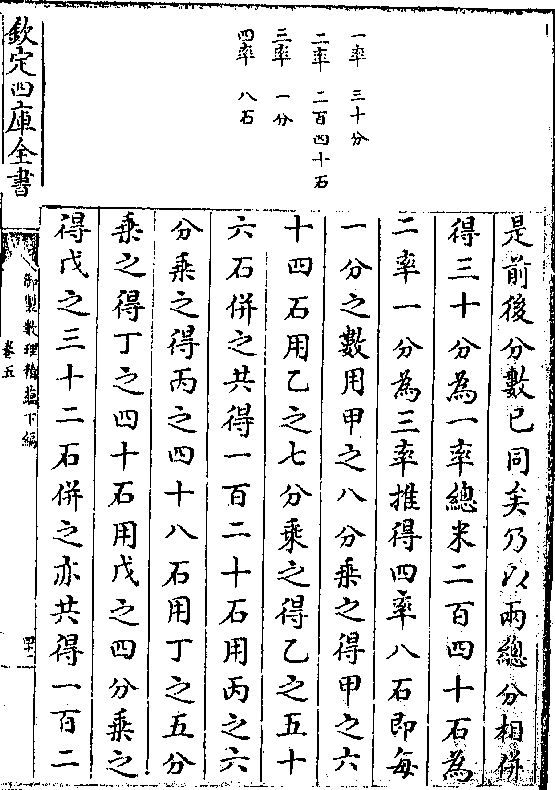 一率　三十分
二率　二百四十石
三率　一分
四率　八石
是前後分數已同矣乃以兩總分相併
得三十分為一率總米二百四十石為
二率一分為三率推得四率八石即每
一分之數用甲之八分乘之得甲之六
十四石用乙之七分乘之得乙之五十
六石併之共得一百二十石用丙之六
分乘之得丙之四十八石用丁之五分
乘之得丁之四十石用戊之四分乘之
得戊之三十二石併之亦共得一百二
欽定四庫全書
御製數理精蘊下編
卷五